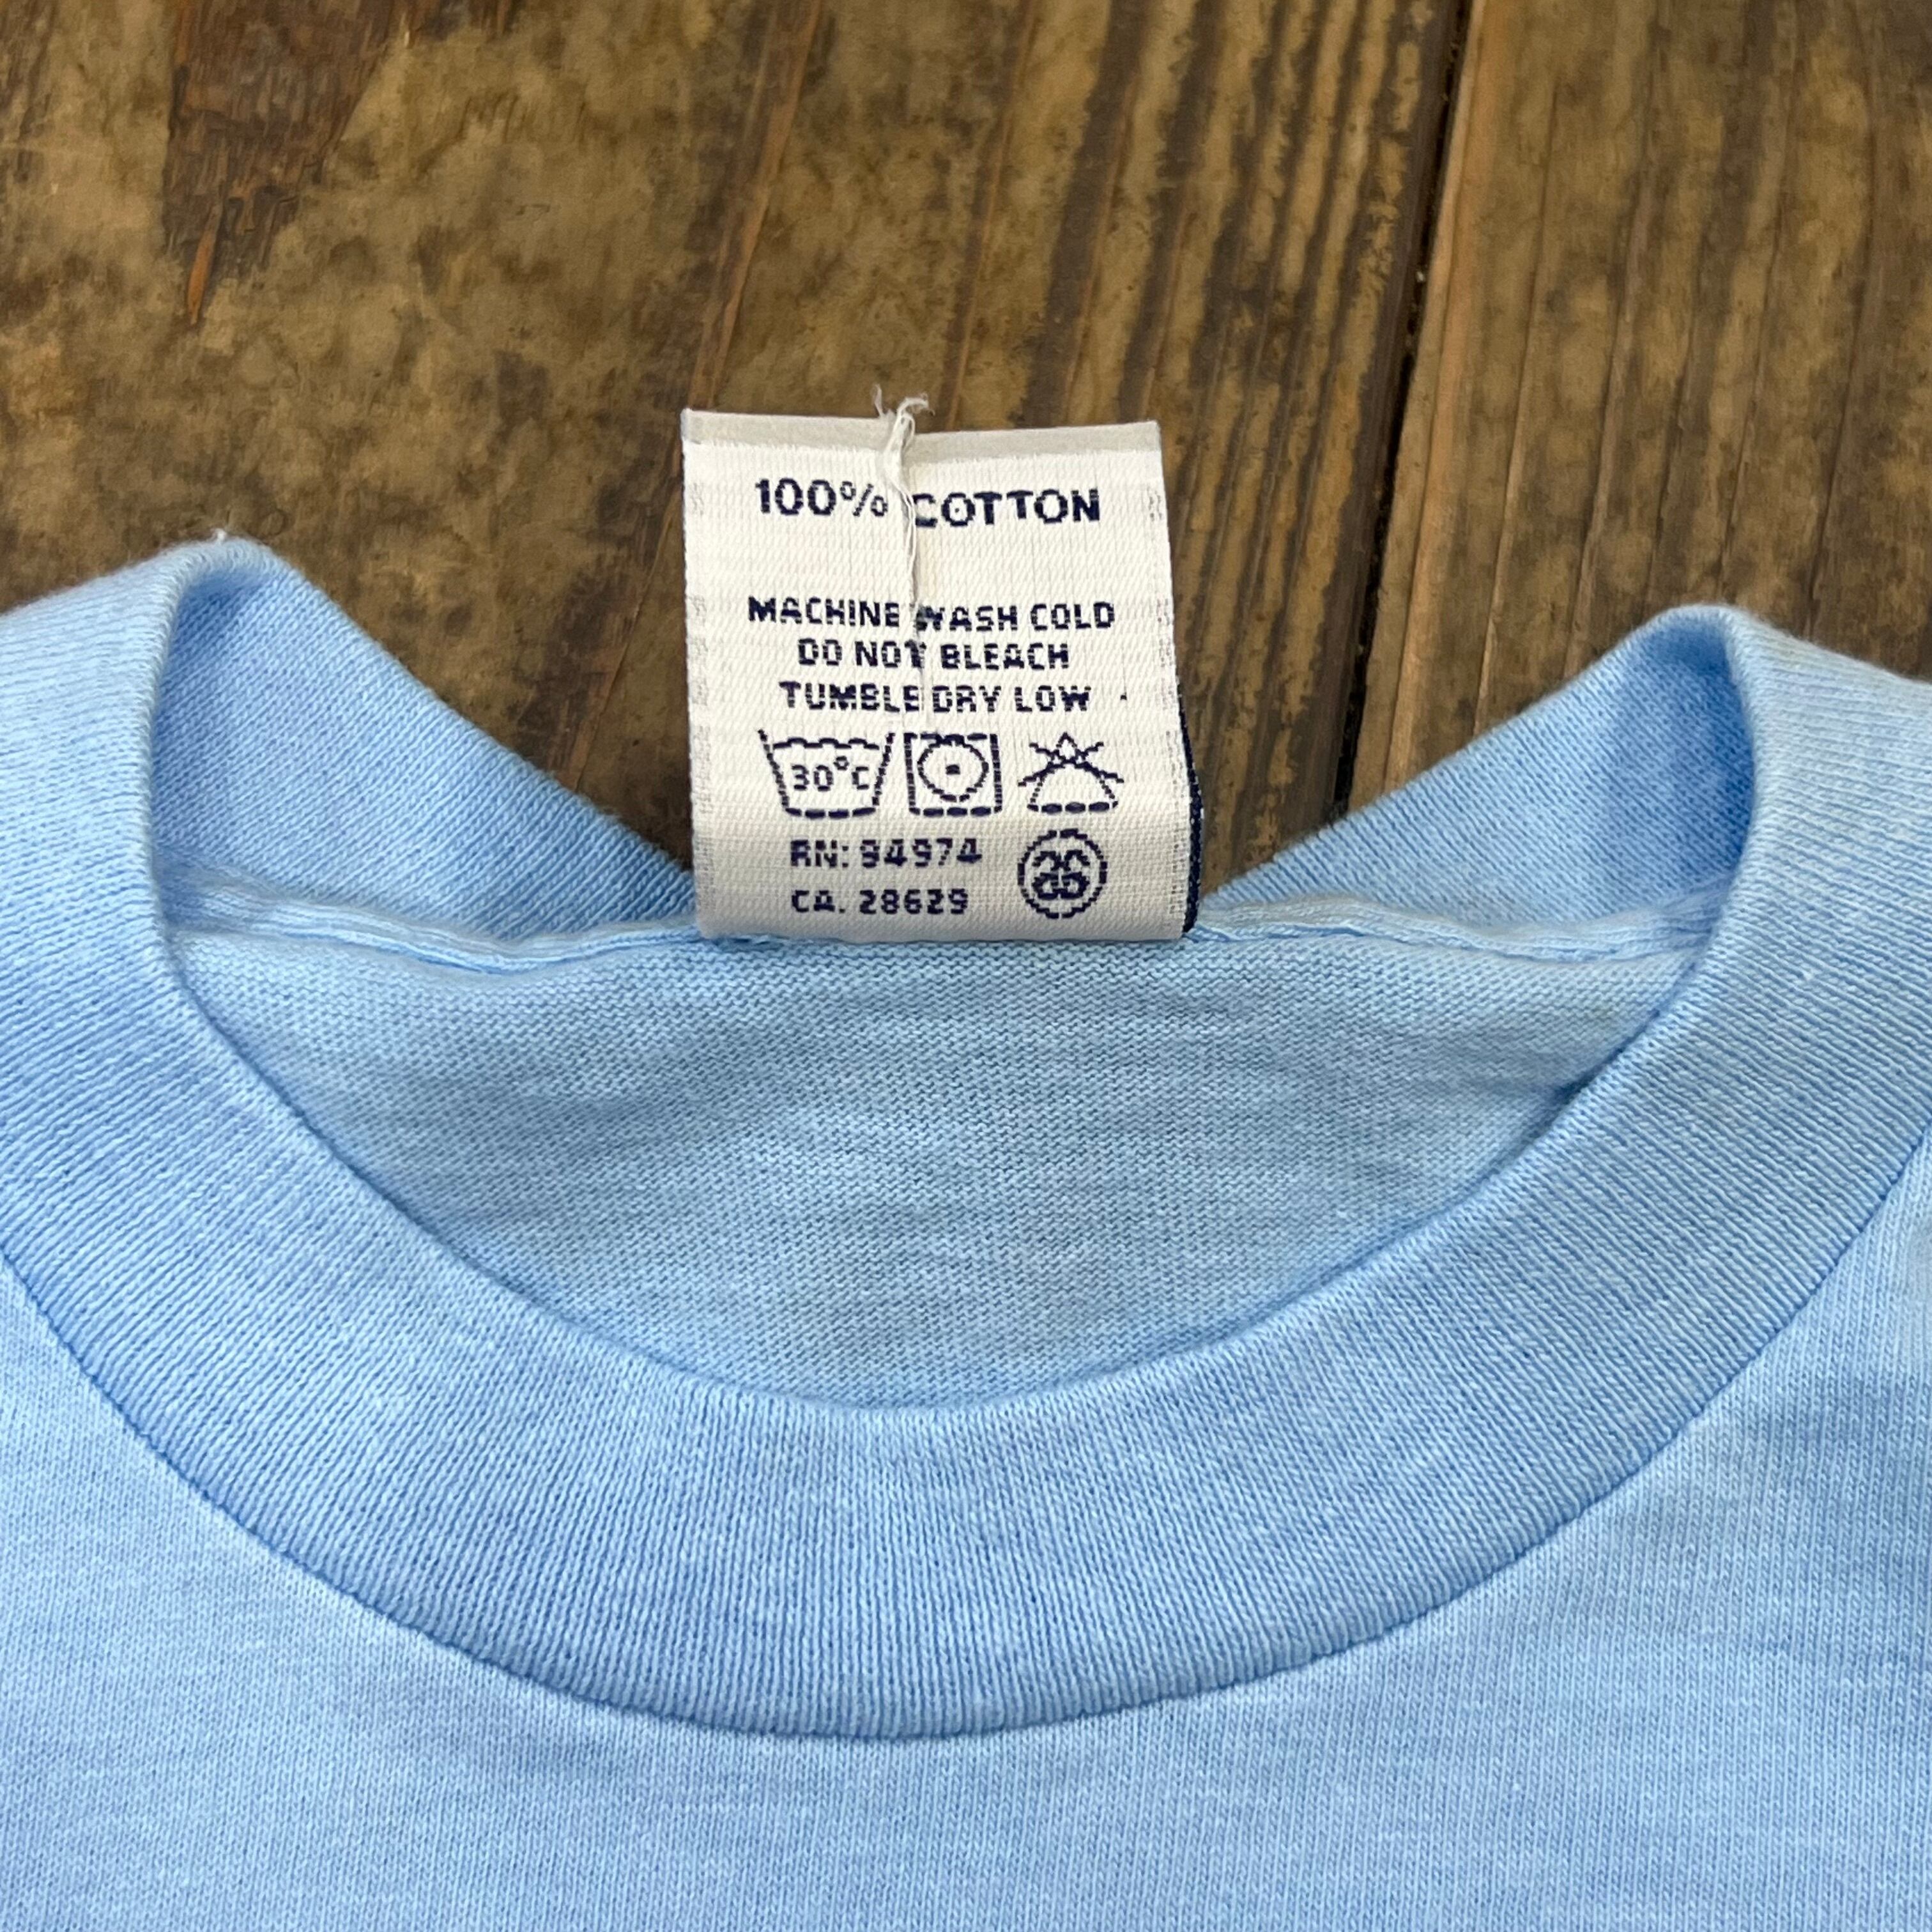 100% COTTON
MACHINE WASH COLD
DO NOT BLEACH
TUMBLE DRY LOW
30°C
RN: 94974
CA. 28629